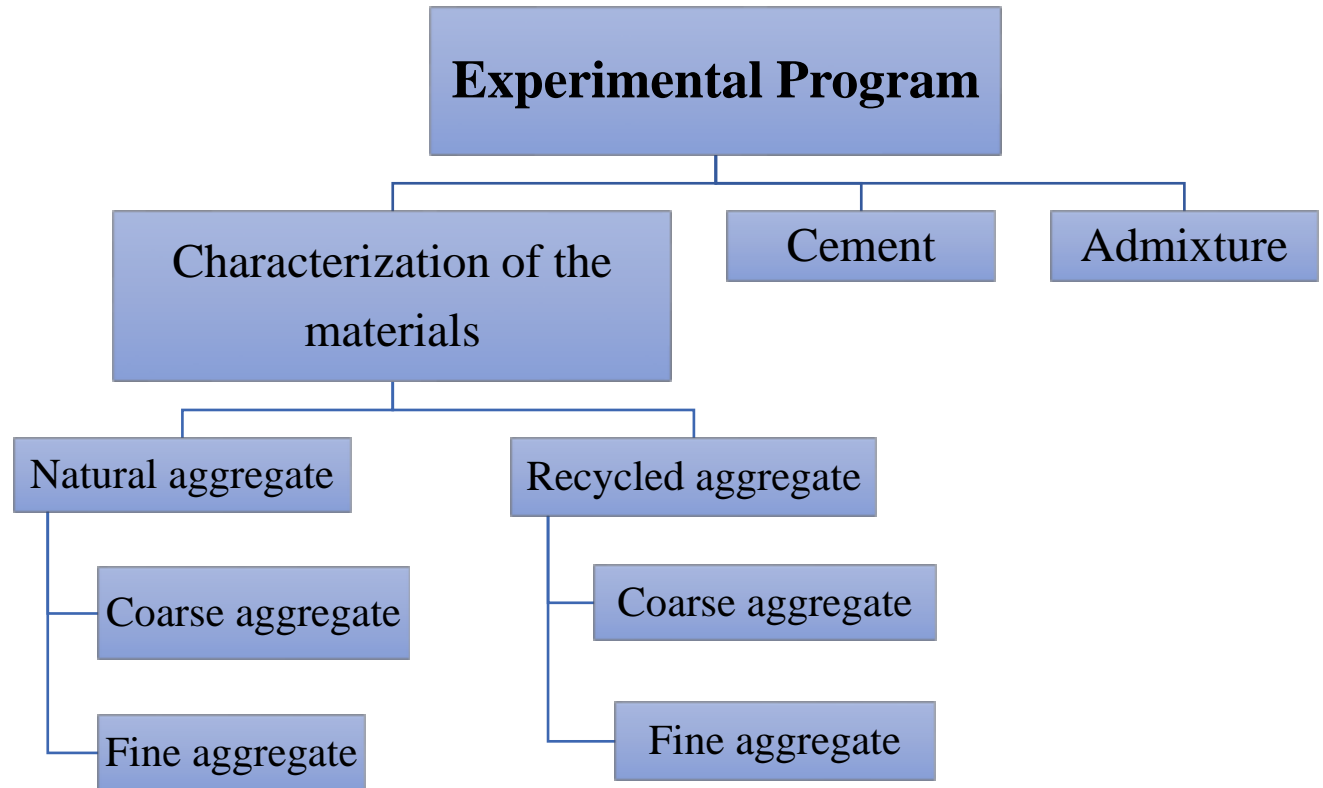 Experimental Program
Characterization of the
materials
Cement
Admixture
Natural aggregate
Recycled aggregate
Coarse aggregate
Coarse aggregate
Fine aggregate
Fine aggregate